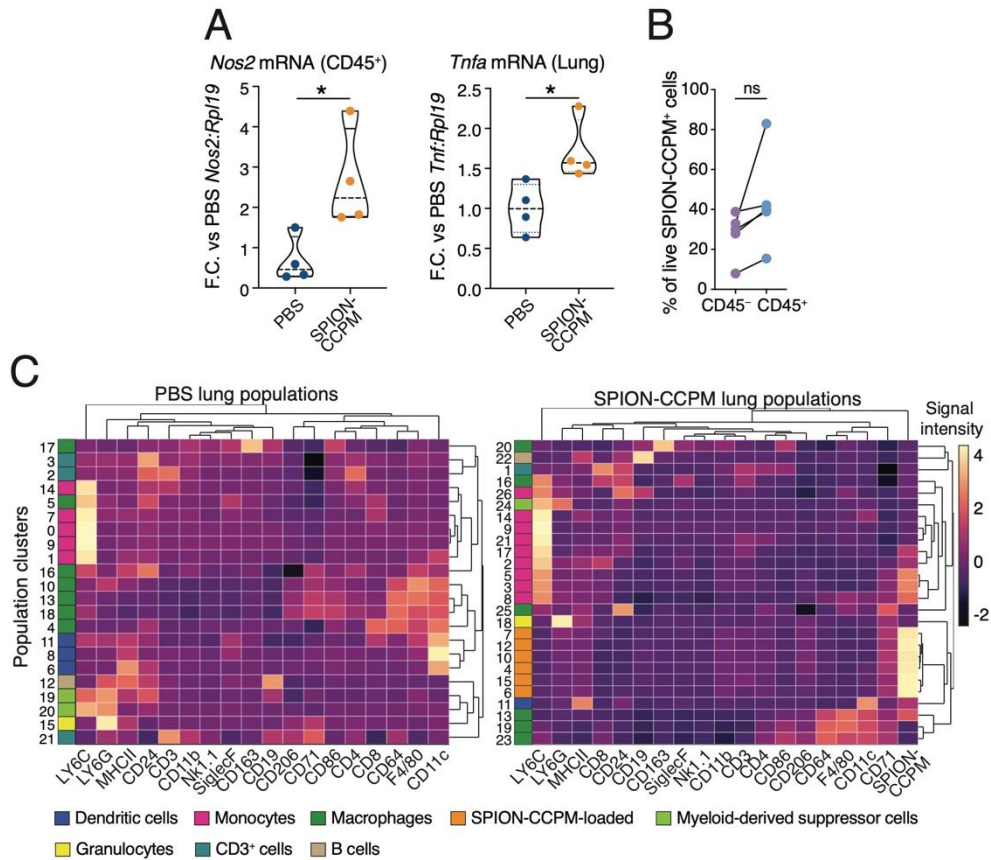 A
Nos2 mRNA (CD45⁺)
F.C. vs PBS Nos2:Rpl19
5
4
3
2
1
0
*
PBS
SPION-
CCPM
Tnfa mRNA (Lung)
F.C. vs PBS Tnf:Rpl19
2.5
2.0
1.5
1.0
0.5
0.0
*
PBS
SPION-
CCPM
B
% of live SPION-CCPM⁺ cells
100
80
60
40
20
0
ns
CD45⁻ CD45⁺
C
PBS lung populations
Population clusters
17
3
2
14
5
7
0
9
1
16
10
13
18
4
11
8
6
12
19
20
15
21
LY6C
LY6G
MHCII
CD24
CD3
CD11b
Nk1.1
SiglecF
CD163
CD19
CD206
CD71
CD86
CD4
CD8
CD64
F4/80
CD11c
SPION-CCPM lung populations
20
22
1
16
26
24
14
9
21
17
2
5
3
8
25
18
7
12
10
4
15
6
11
13
19
23
LY6C
LY6G
MHCII
CD8
CD24
CD19
CD163
SiglecF
Nk1.1
CD11b
CD3
CD4
CD86
CD206
CD64
F4/80
CD11c
CD71
SPION-
CCPM
Signal
intensity
4
2
0
-2
Dendritic cells
Monocytes
Macrophages
SPION-CCPM-loaded
Myeloid-derived suppressor cells
Granulocytes
CD3⁺ cells
B cells